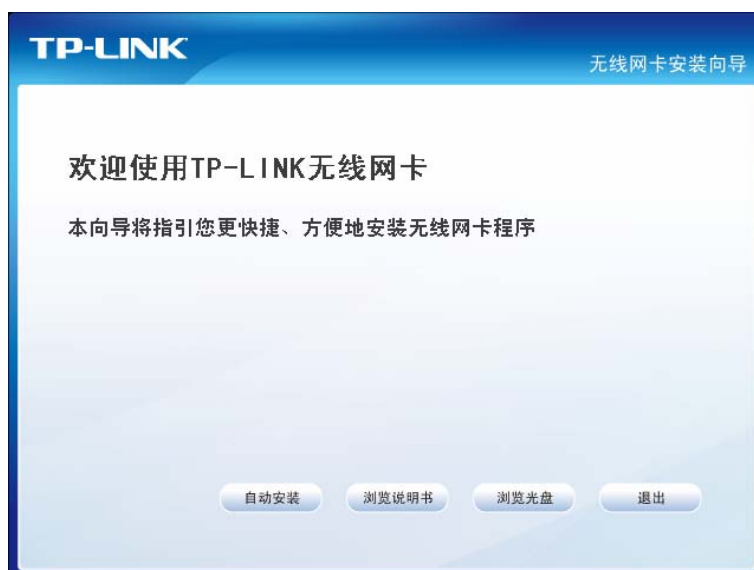 TP-LINK
无线网卡安装向导
欢迎使用TP-LINK无线网卡
本向导将指引您更快捷、方便地安装无线网卡程序
自动安装 浏览说明书 浏览光盘 退出